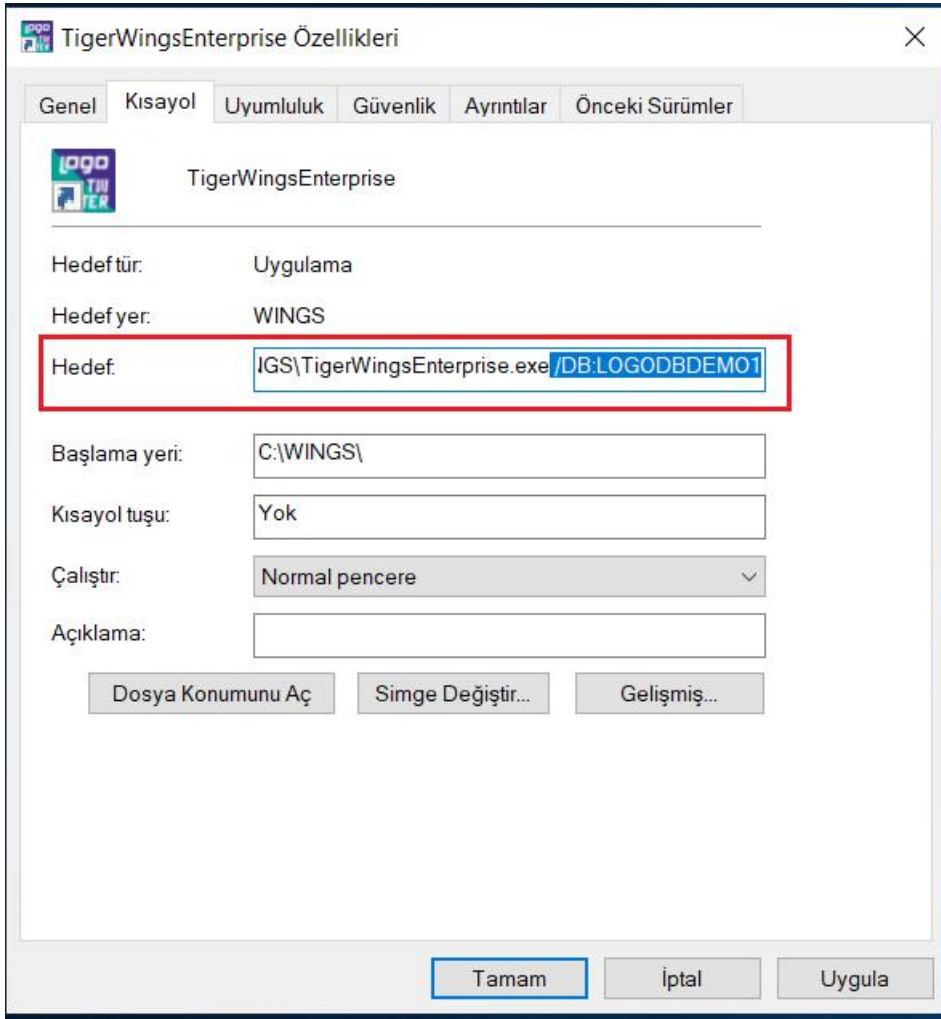 TigerWingsEnterprise Özellikleri
Genel Kısayol Uyumluluk Güvenlik Ayrıntılar Önceki Sürümler
TigerWingsEnterprise
Hedef tür: Uygulama
Hedef yer: WINGS
Hedef: IGS\TigerWingsEnterprise.exe /DB:LOGODBDEMO1
Başlama yeri: C:\WINGS\
Kısayol tuşu: Yok
Çalıştır: Normal pencere
Açıklama:
Dosya Konumunu Aç Simge Değiştir... Gelişmiş...
Tamam İptal Uygula